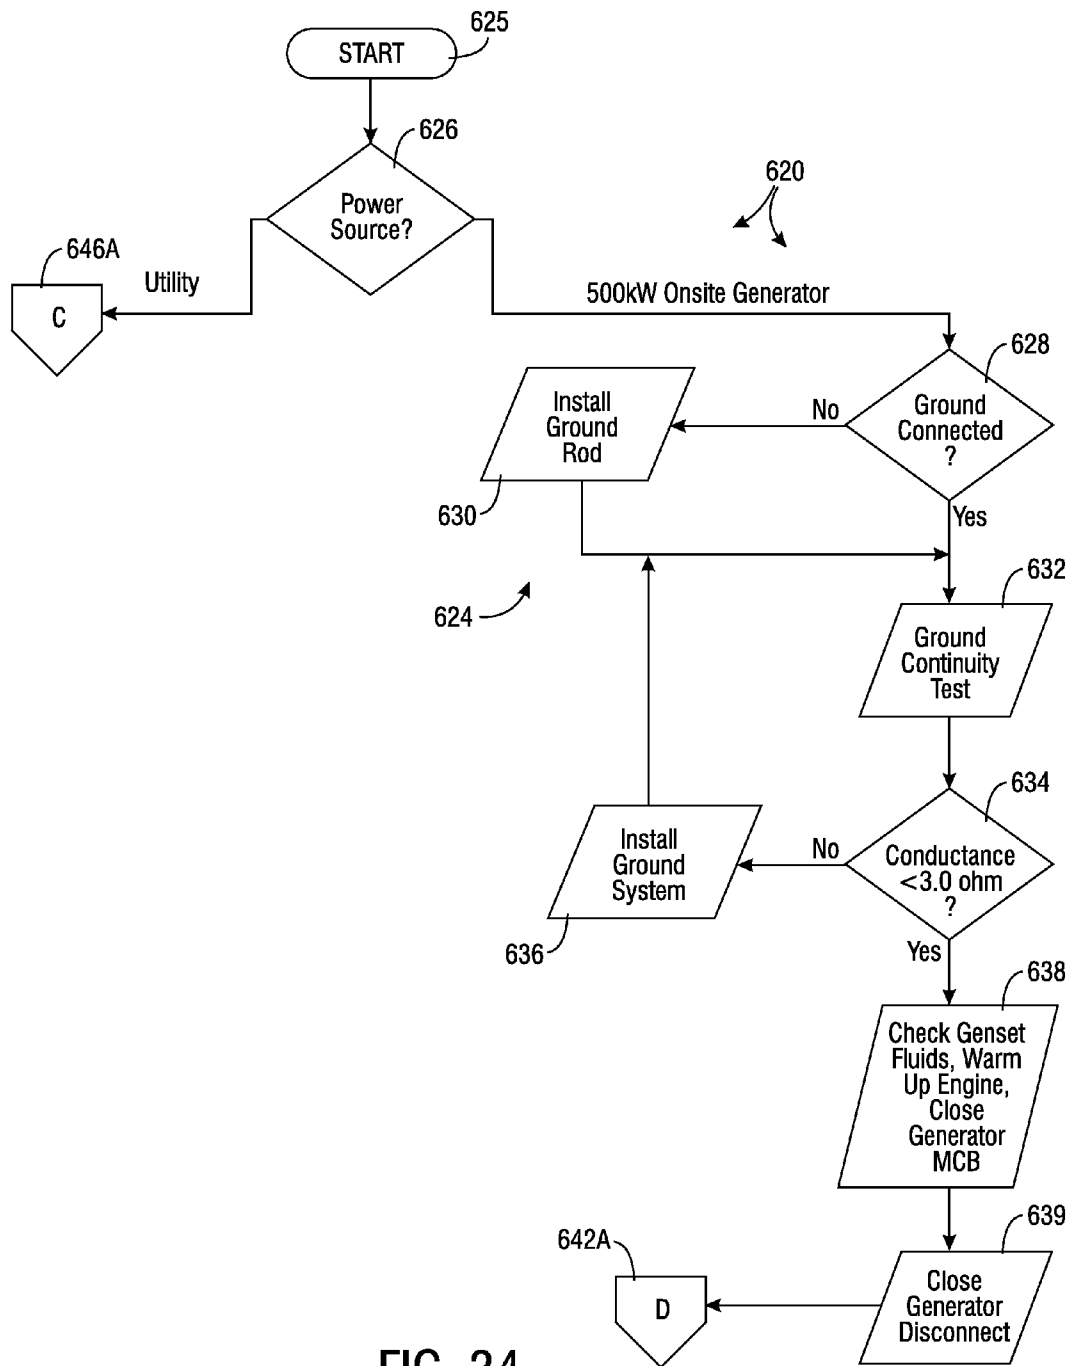 625
START
626
620
Power
Source?
646A
Utility
C
500kW Onsite Generator
628
Install
Ground
Rod
No
Ground
Connected
?
630
Yes
632
624
Ground
Continuity
Test
634
Install
Ground
System
No
Conductance
<3.0 ohm
?
636
Yes
638
Check Genset
Fluids, Warm
Up Engine,
Close
Generator
MCB
639
642A
D
Close
Generator
Disconnect
FIG. 24